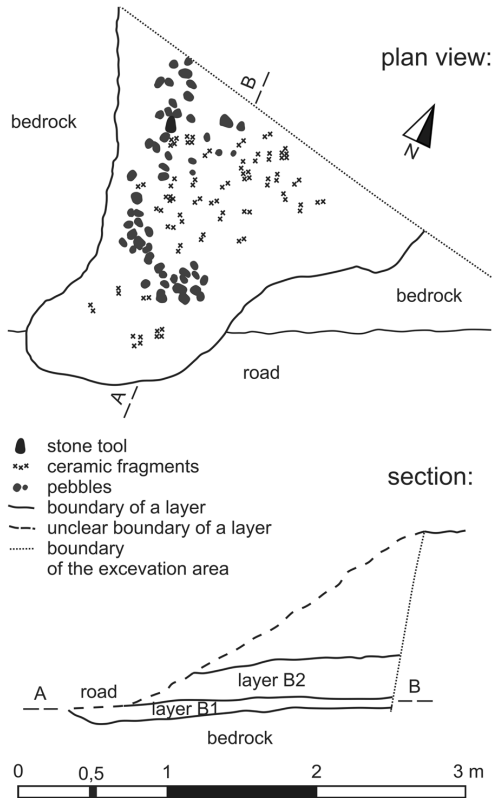 plan view:
B
bedrock
N
bedrock
road
A
stone tool
ceramic fragments
pebbles
boundary of a layer
unclear boundary of a layer
boundary
of the excevation area
section:
A
road
layer B2
B
layer B1
bedrock
0
0,5
1
2
3 m